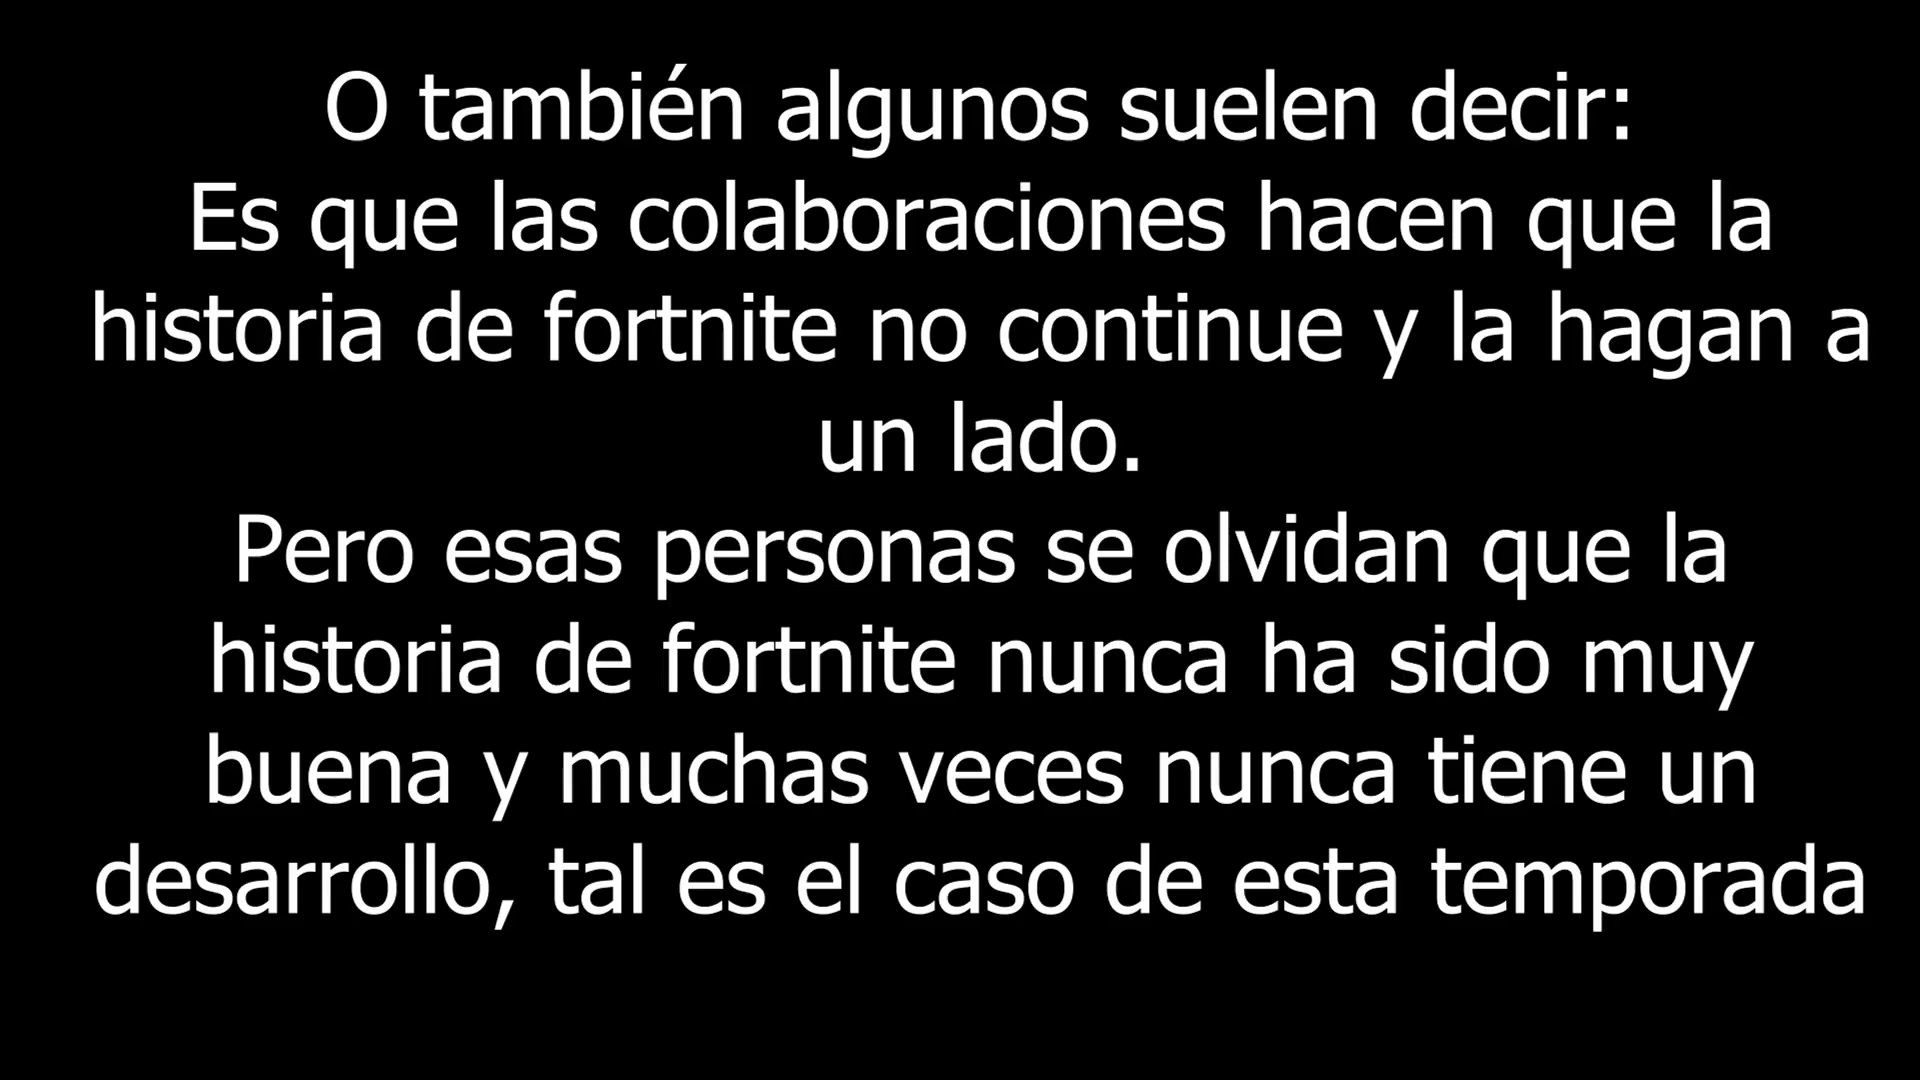 O también algunos suelen decir:
Es que las colaboraciones hacen que la
historia de fortnite no continue y la hagan a
un lado.
Pero esas personas se olvidan que la
historia de fortnite nunca ha sido muy
buena y muchas veces nunca tiene un
desarrollo, tal es el caso de esta temporada